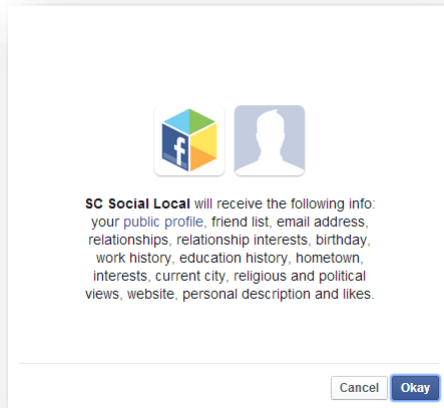 SC Social Local will receive the following info:
your public profile, friend list, email address,
relationships, relationship interests, birthday,
work history, education history, hometown,
interests, current city, religious and political
views, website, personal description and likes.
Cancel Okay